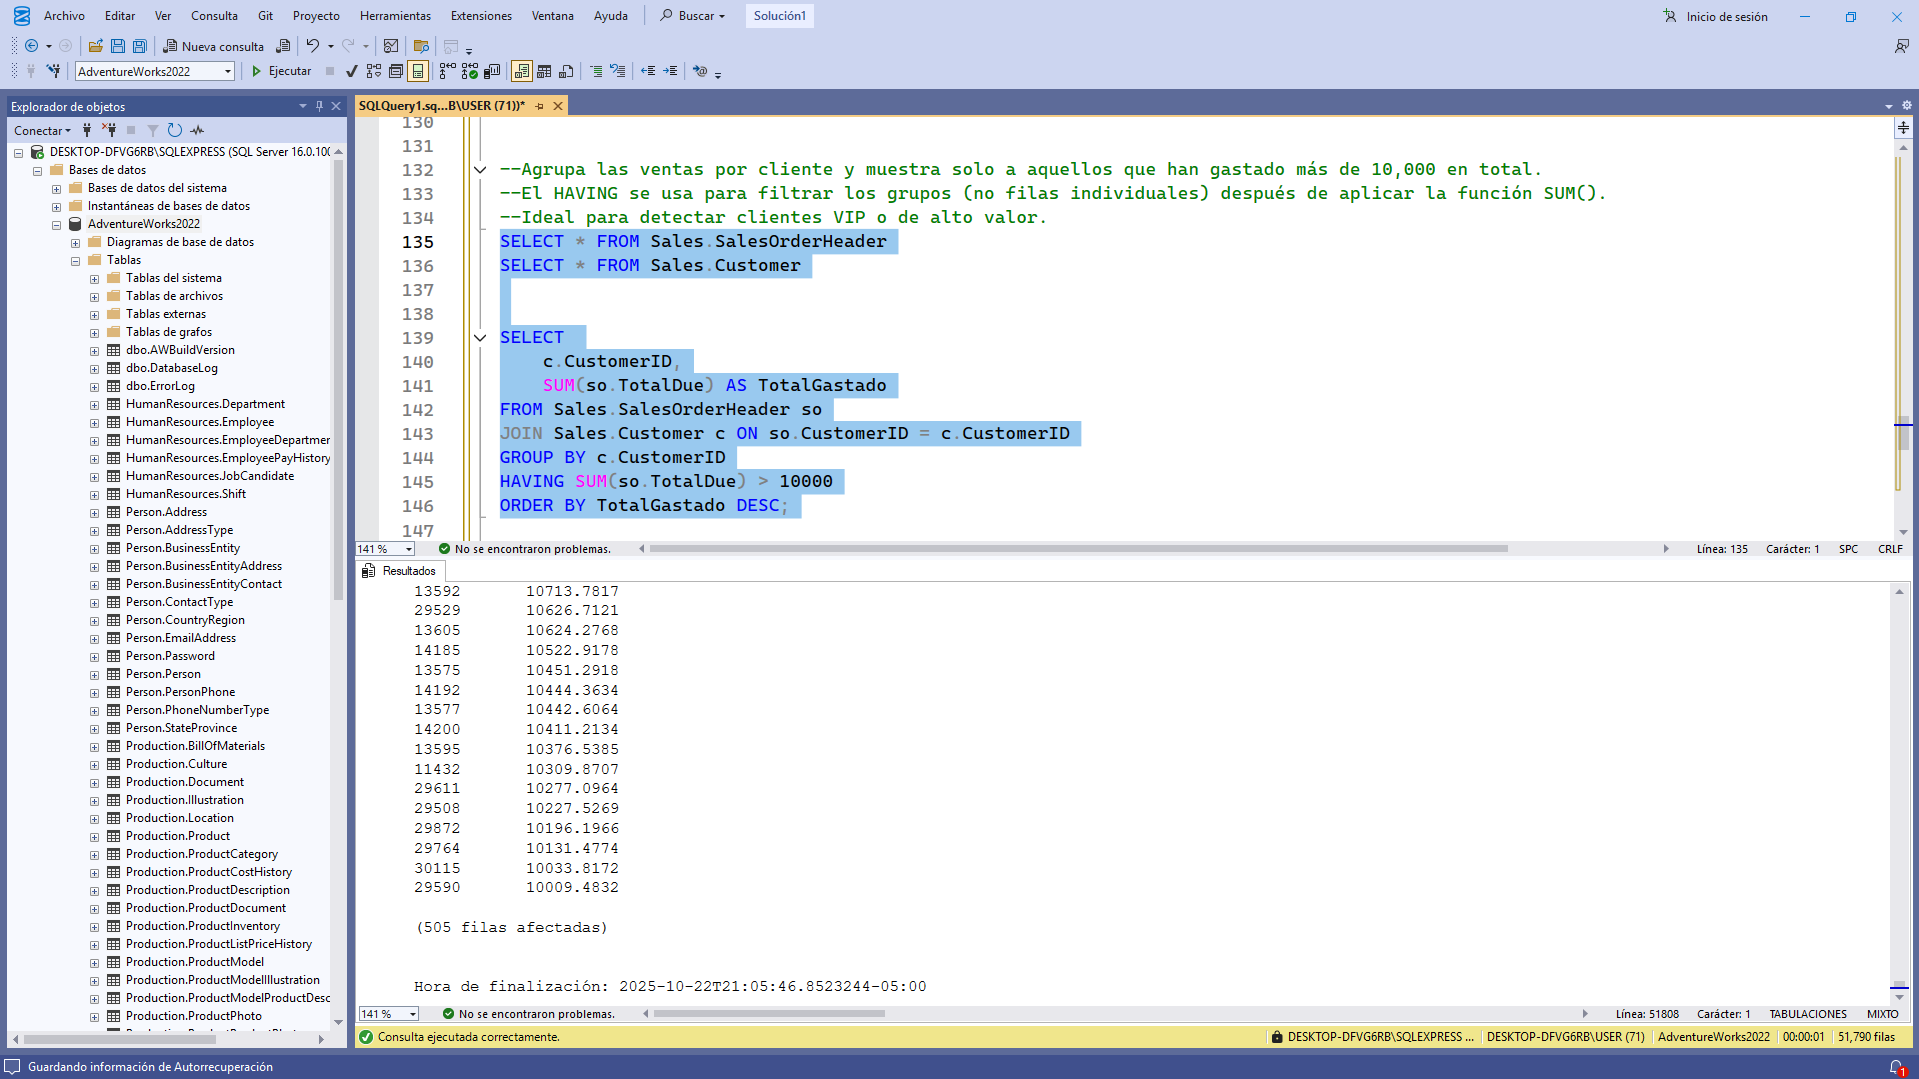 Archivo Editar Ver Consulta Git Proyecto Herramientas Extensiones Ventana Ayuda Buscar Solución1 Inicio de sesión
Nueva consulta
AdventureWorks2022 Ejecutar
Explorador de objetos
Conectar
DESKTOP-DFVG6RB\SQLEXPRESS (SQL Server 16.0.100
Bases de datos
Bases de datos del sistema
Instantáneas de bases de datos
AdventureWorks2022
Diagramas de base de datos
Tablas
Tablas del sistema
Tablas de archivos
Tablas externas
Tablas de grafos
dbo.AWBuildVersion
dbo.DatabaseLog
dbo.ErrorLog
HumanResources.Department
HumanResources.Employee
HumanResources.EmployeeDepartmen
HumanResources.EmployeePayHistory
HumanResources.JobCandidate
HumanResources.Shift
Person.Address
Person.AddressType
Person.BusinessEntity
Person.BusinessEntityAddress
Person.BusinessEntityContact
Person.ContactType
Person.CountryRegion
Person.EmailAddress
Person.Password
Person.Person
Person.PersonPhone
Person.PhoneNumberType
Person.StateProvince
Production.BillOfMaterials
Production.Culture
Production.Document
Production.Illustration
Production.Location
Production.Product
Production.ProductCategory
Production.ProductCostHistory
Production.ProductDescription
Production.ProductDocument
Production.ProductInventory
Production.ProductListPriceHistory
Production.ProductModel
Production.ProductModelIllustration
Production.ProductModelProductDesc
Production.ProductPhoto
SQLQuery1.sq...B\USER (71))*
130
131
132 --Agrupa las ventas por cliente y muestra solo a aquellos que han gastado más de 10,000 en total.
133 --El HAVING se usa para filtrar los grupos (no filas individuales) después de aplicar la función SUM().
134 --Ideal para detectar clientes VIP o de alto valor.
135 SELECT * FROM Sales.SalesOrderHeader
136 SELECT * FROM Sales.Customer
137
138
139 SELECT
140 c.CustomerID,
141 SUM(so.TotalDue) AS TotalGastado
142 FROM Sales.SalesOrderHeader so
143 JOIN Sales.Customer c ON so.CustomerID = c.CustomerID
144 GROUP BY c.CustomerID
145 HAVING SUM(so.TotalDue) > 10000
146 ORDER BY TotalGastado DESC;
147
141 % No se encontraron problemas. Línea: 135 Carácter: 1 SPC CRLF
Resultados
13592 10713.7817
29529 10626.7121
13605 10624.2768
14185 10522.9178
13575 10451.2918
14192 10444.3634
13577 10442.6064
14200 10411.2134
13595 10376.5385
11432 10309.8707
29611 10277.0964
29508 10227.5269
29872 10196.1966
29764 10131.4774
30115 10033.8172
29590 10009.4832
(505 filas afectadas)
Hora de finalización: 2025-10-22T21:05:46.8523244-05:00
141 % No se encontraron problemas. Línea: 51808 Carácter: 1 TABULACIONES MIXTO
Consulta ejecutada correctamente. DESKTOP-DFVG6RB\SQLEXPRESS ... DESKTOP-DFVG6RB\USER (71) AdventureWorks2022 00:00:01 51,790 filas
Guardando información de Autorrecuperación 1